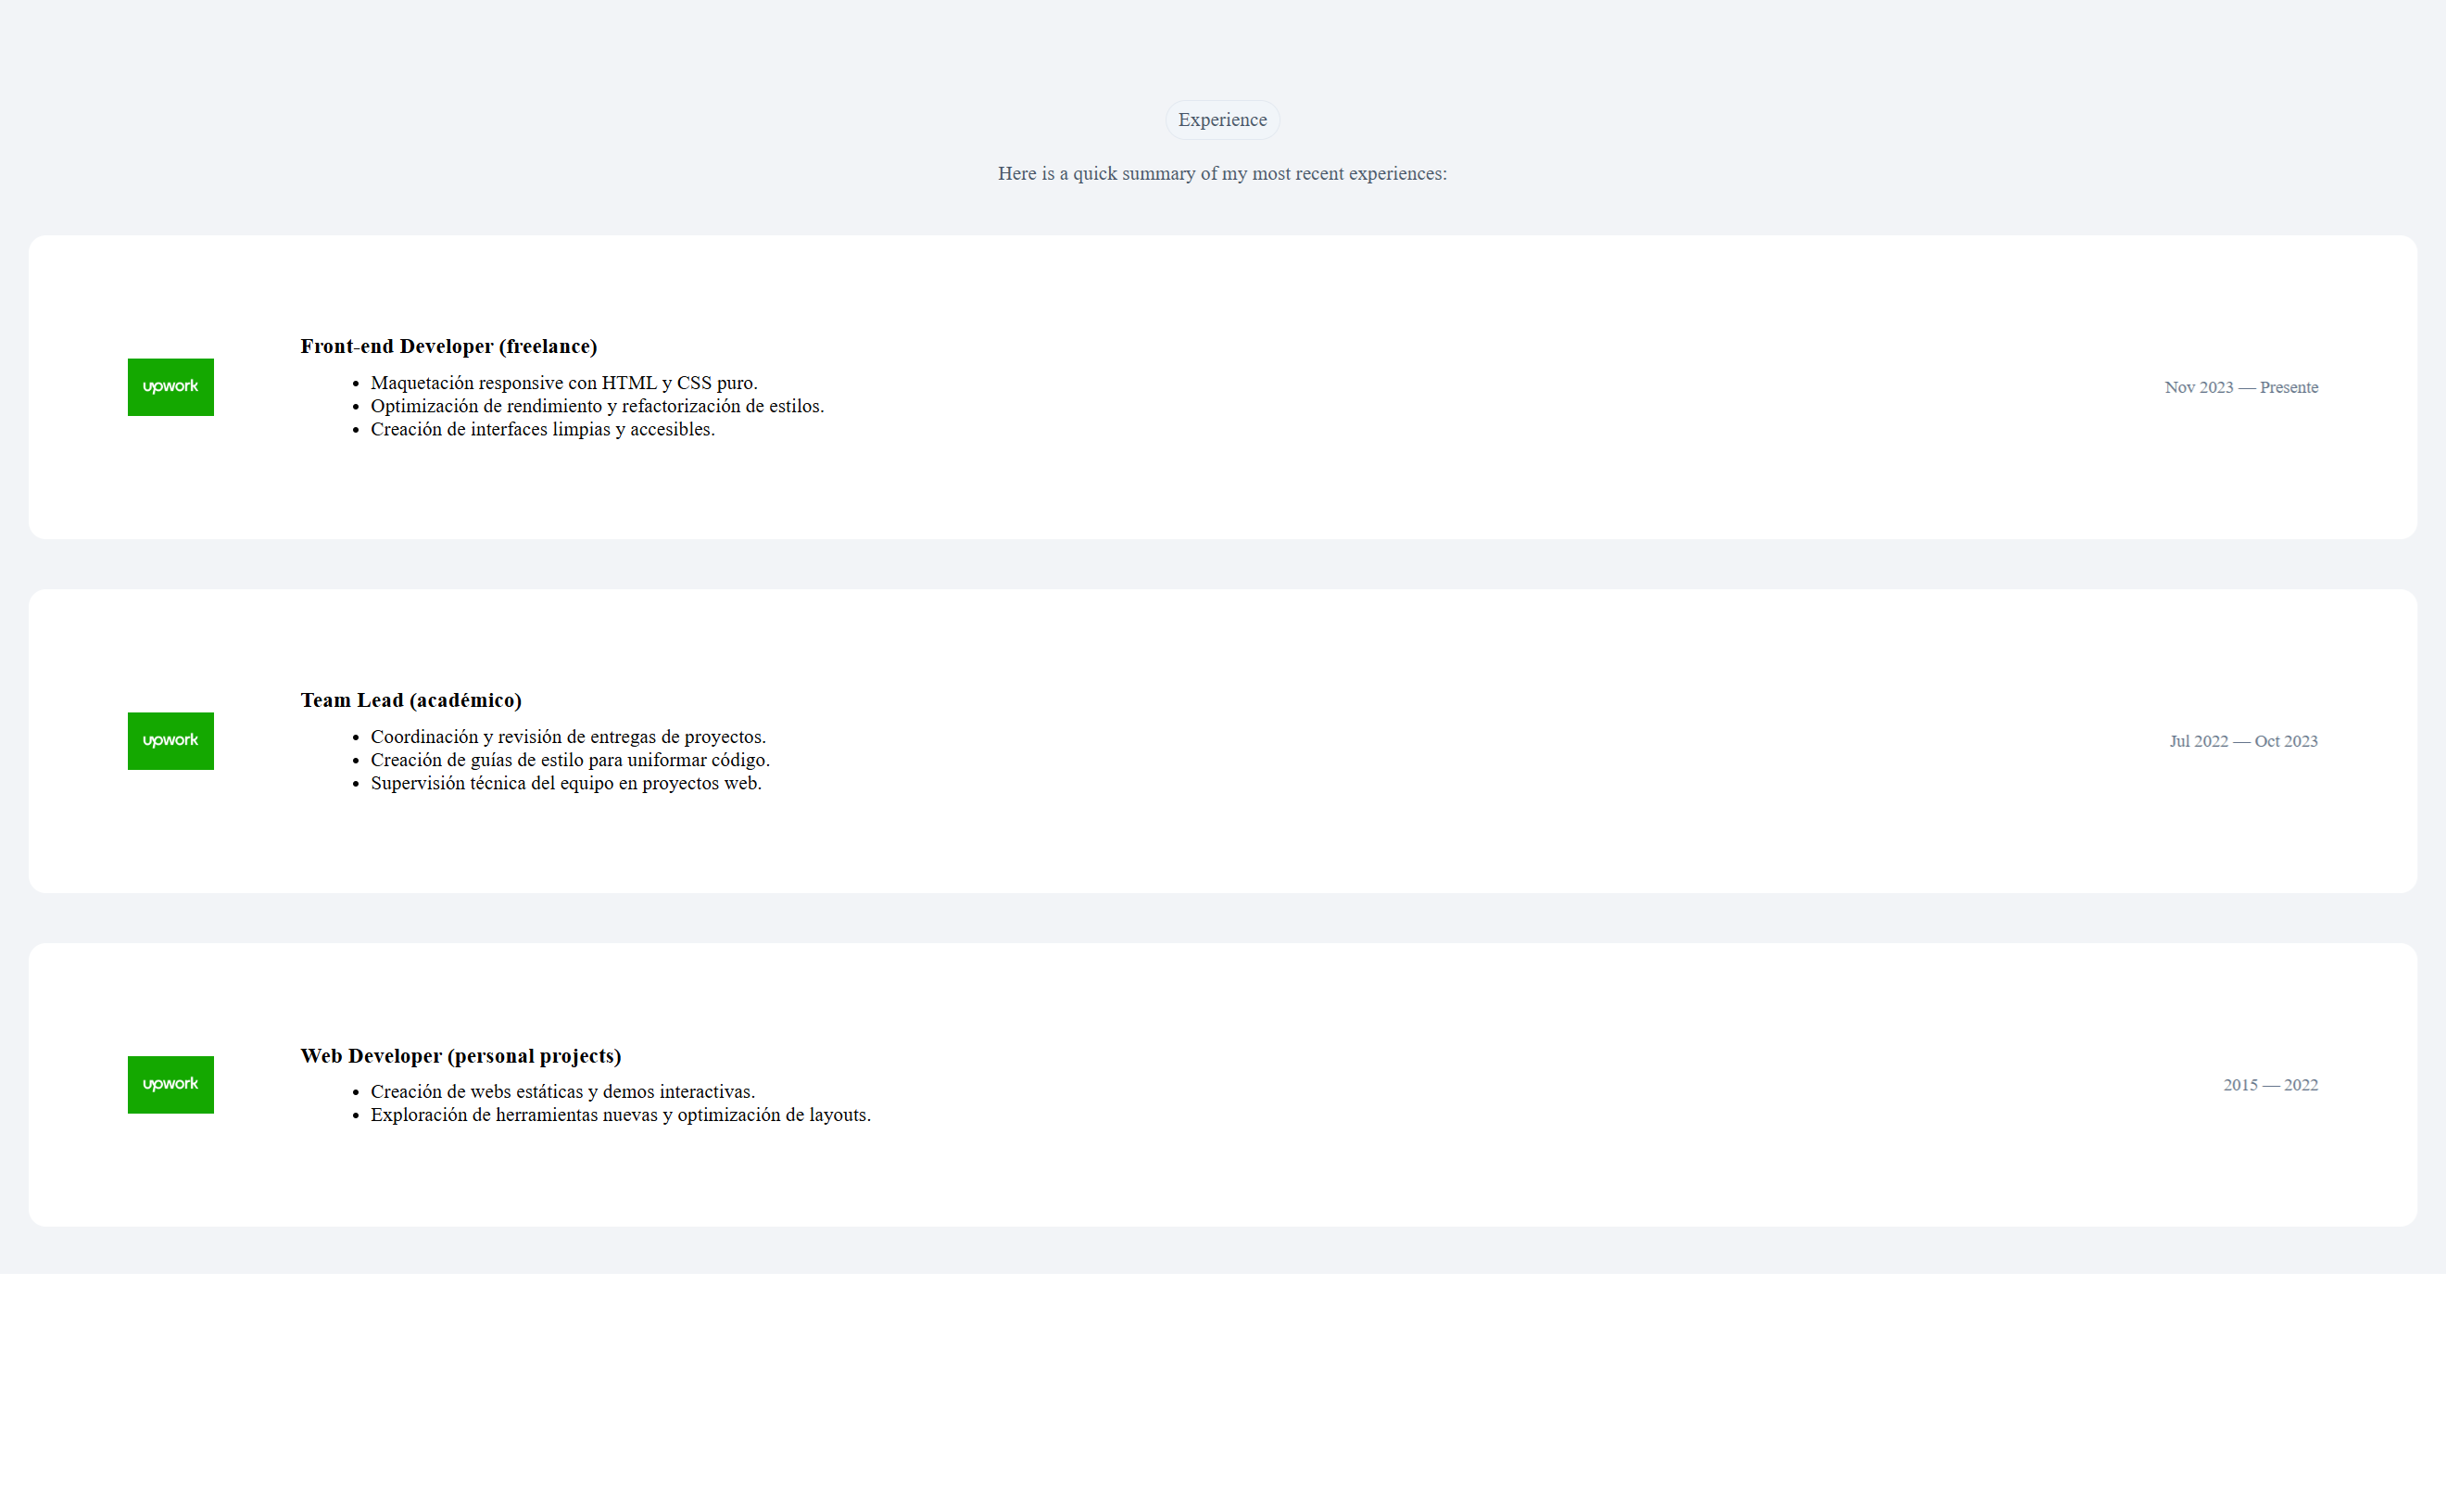 Experience
Here is a quick summary of my most recent experiences:
upwork
Front-end Developer (freelance)
Maquetación responsive con HTML y CSS puro.
Optimización de rendimiento y refactorización de estilos.
Creación de interfaces limpias y accesibles.
Nov 2023 — Presente
upwork
Team Lead (académico)
Coordinación y revisión de entregas de proyectos.
Creación de guías de estilo para uniformar código.
Supervisión técnica del equipo en proyectos web.
Jul 2022 — Oct 2023
upwork
Web Developer (personal projects)
Creación de webs estáticas y demos interactivas.
Exploración de herramientas nuevas y optimización de layouts.
2015 — 2022